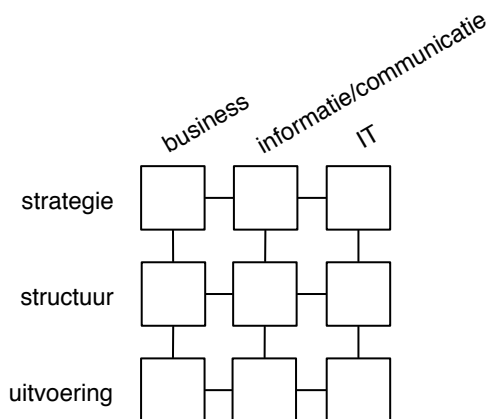 business
informatie/communicatie
IT
strategie
structuur
uitvoering